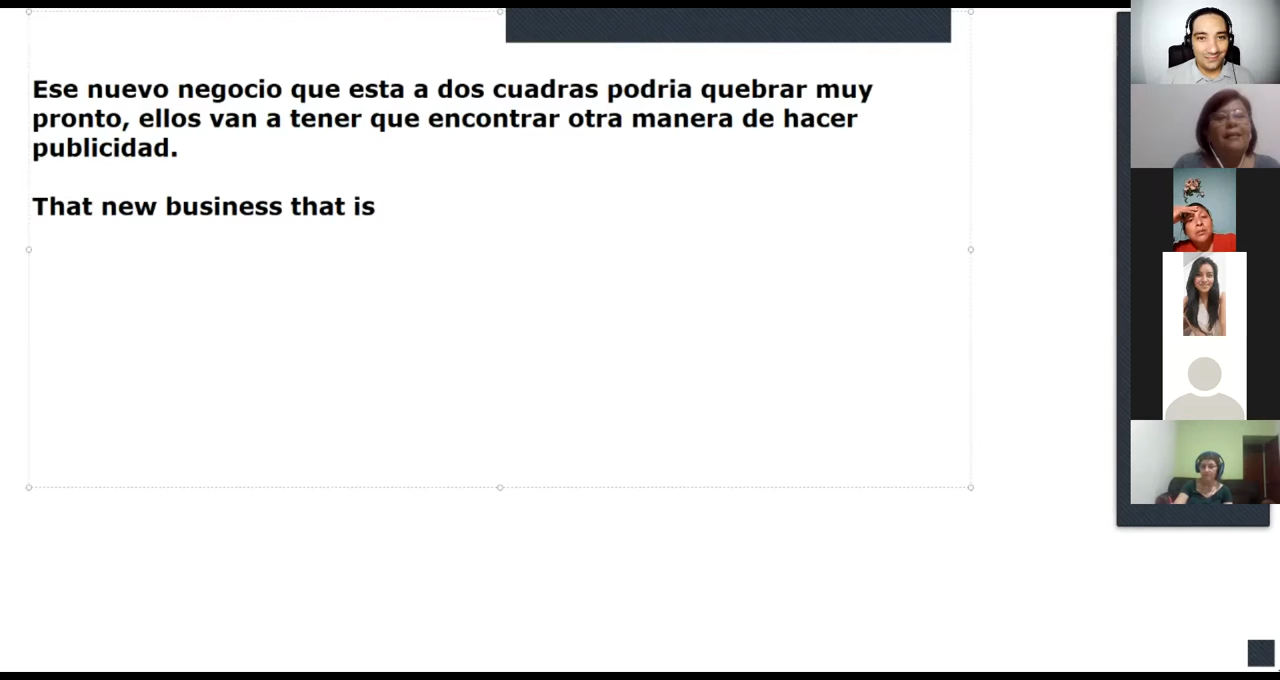 Ese nuevo negocio que esta a dos cuadras podria quebrar muy
pronto, ellos van a tener que encontrar otra manera de hacer
publicidad.
That new business that is